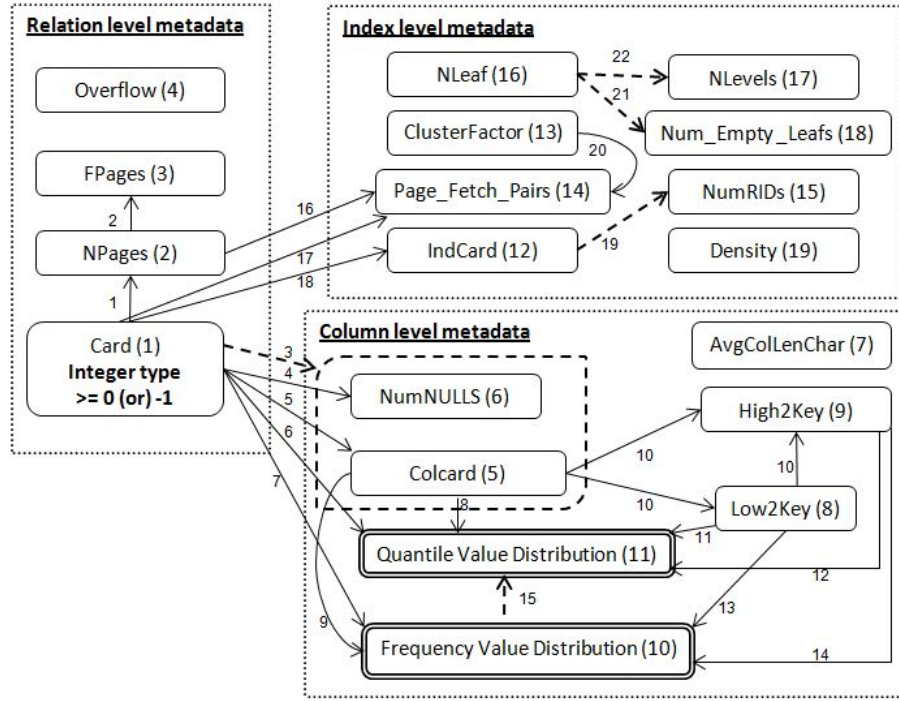 Relation level metadata
Overflow (4)
FPages (3)
2
NPages (2)
1
Card (1)
Integer type
>= 0 (or) -1
Index level metadata
NLeaf (16)
22
NLevels (17)
21
ClusterFactor (13)
Num_Empty_Leafs (18)
20
Page_Fetch_Pairs (14)
NumRIDs (15)
16
17
18
IndCard (12)
19
Density (19)
Column level metadata
3
AvgColLenChar (7)
4
NumNULLS (6)
5
High2Key (9)
6
10
10
7
Colcard (5)
10
Low2Key (8)
8
11
Quantile Value Distribution (11)
12
15
13
9
Frequency Value Distribution (10)
14